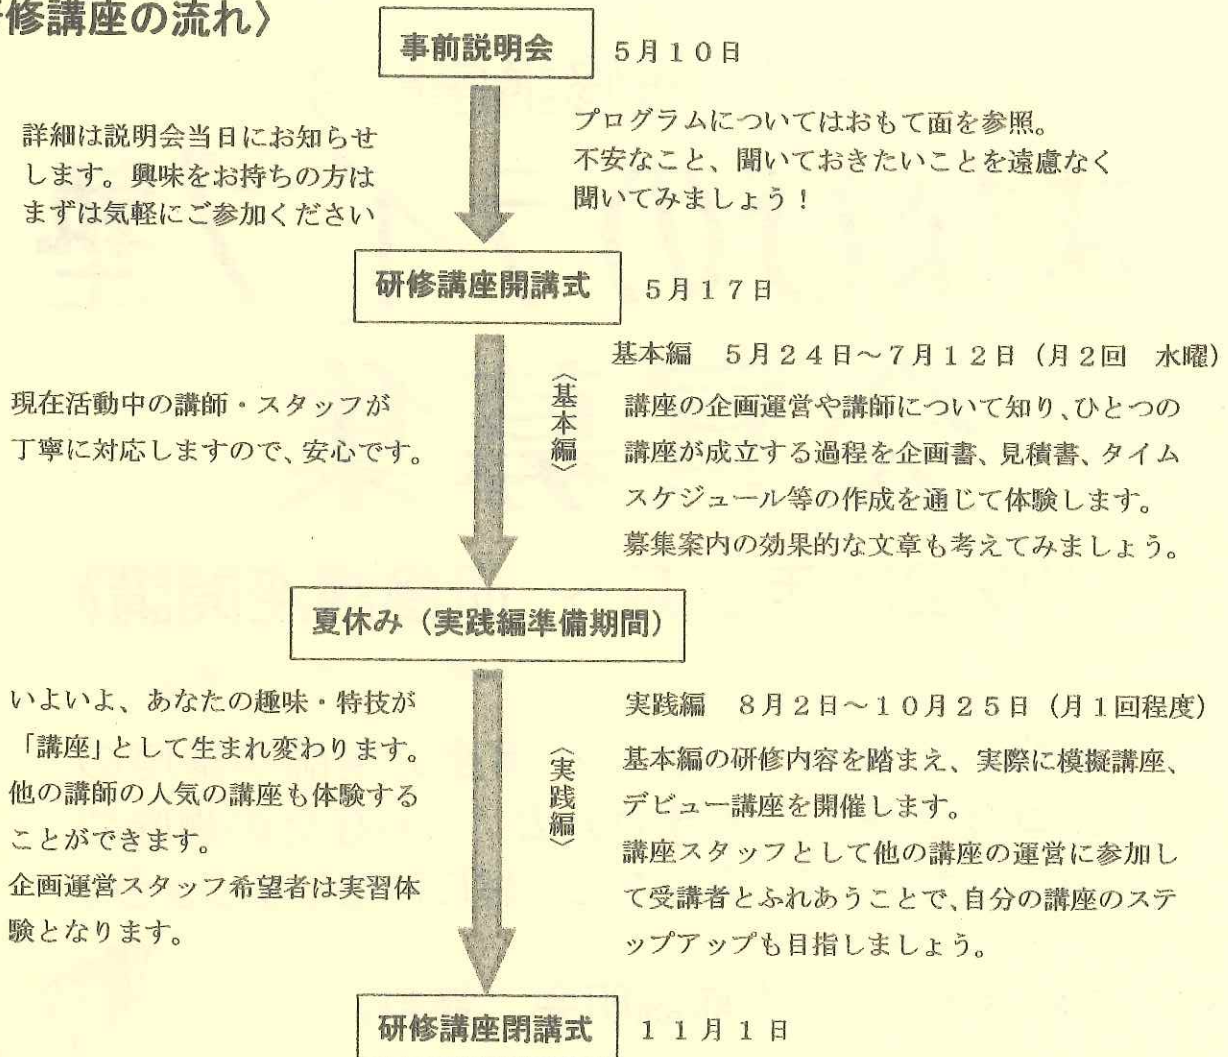 修講座の流れ〉
事前説明会 5月10日
詳細は説明会当日にお知らせ
します。興味をお持ちの方は
まずは気軽にご参加ください
プログラムについてはおもて面を参照。
不安なこと、聞いておきたいことを遠慮なく
聞いてみましょう！
研修講座開講式 5月17日
基本編 5月24日～7月12日（月2回 水曜）
〈基本編〉
現在活動中の講師・スタッフが
丁寧に対応しますので、安心です。
講座の企画運営や講師について知り、ひとつの
講座が成立する過程を企画書、見積書、タイム
スケジュール等の作成を通じて体験します。
募集案内の効果的な文章も考えてみましょう。
夏休み（実践編準備期間）
いよいよ、あなたの趣味・特技が
「講座」として生まれ変わります。
他の講師の人気の講座も体験する
ことができます。
企画運営スタッフ希望者は実習体
験となります。
〈実践編〉
実践編 8月2日～10月25日（月1回程度）
基本編の研修内容を踏まえ、実際に模擬講座、
デビュー講座を開催します。
講座スタッフとして他の講座の運営に参加し
て受講者とふれあうことで、自分の講座のステ
ップアップも目指しましょう。
研修講座閉講式 11月1日